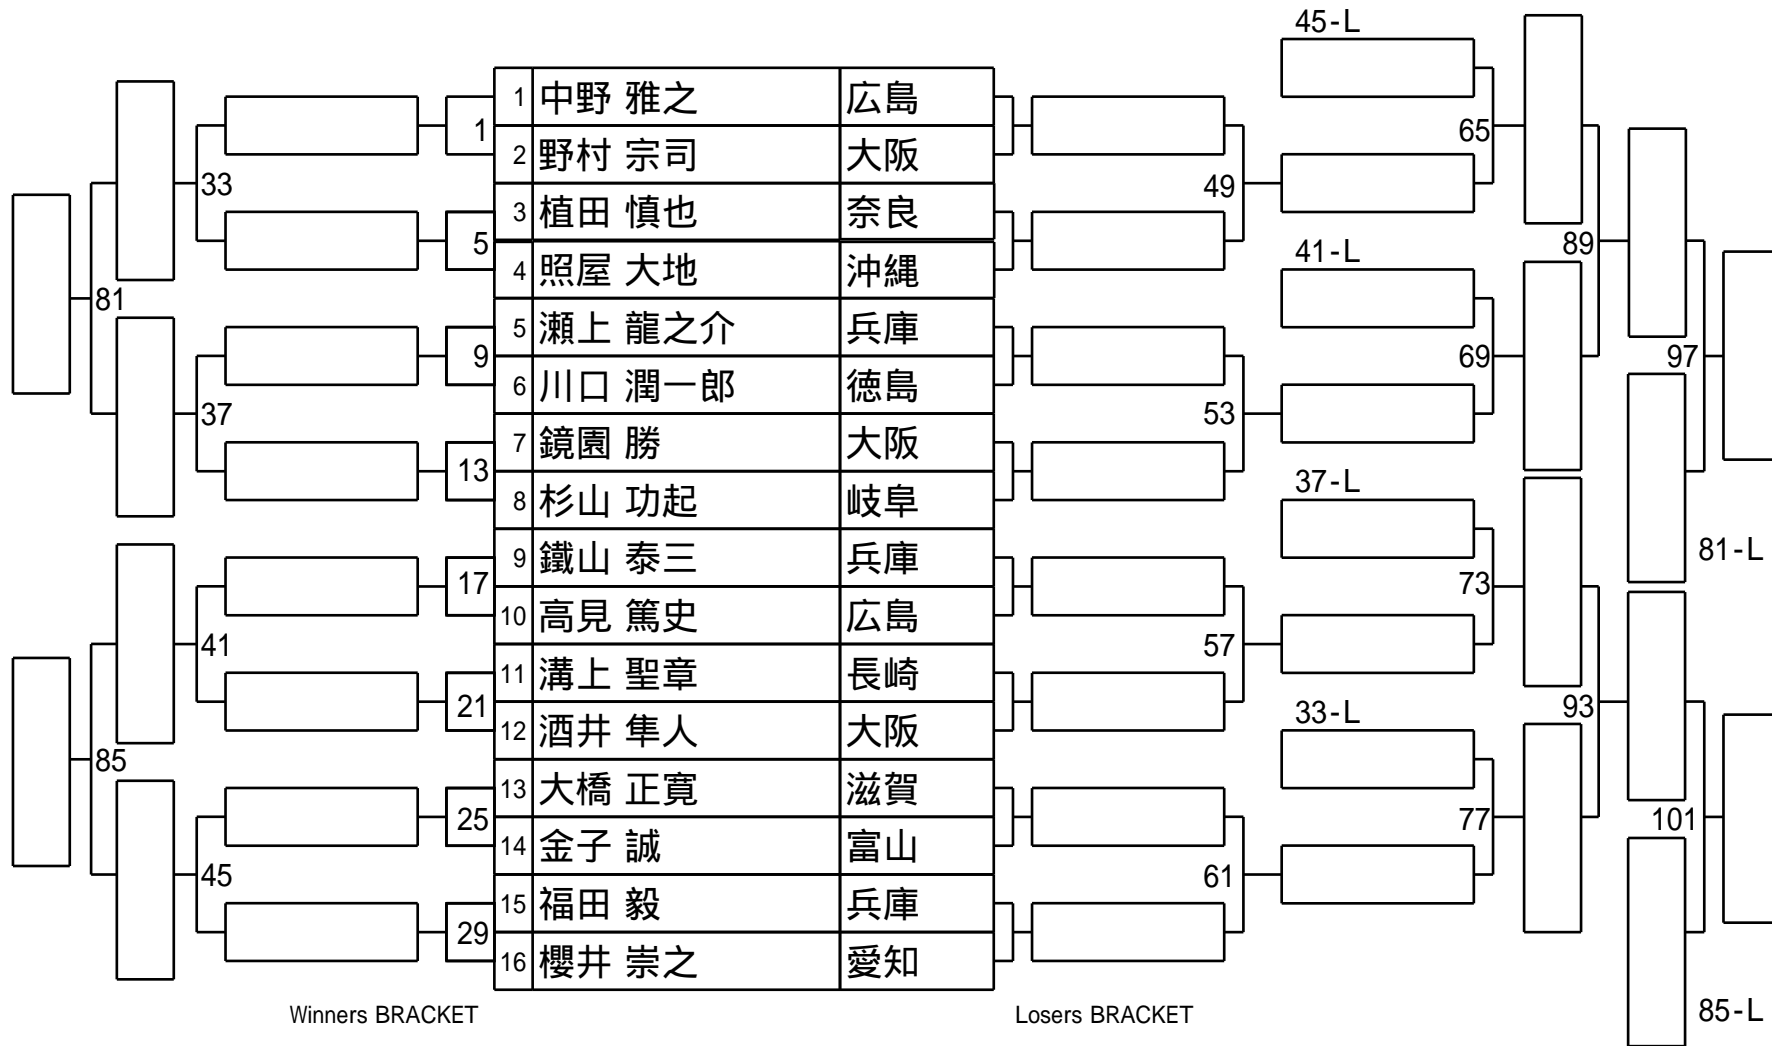 45-L
1 中野 雅之 広島
1
65
2 野村 宗司 大阪
33
49
3 植田 慎也 奈良
5
89
41-L
4 照屋 大地 沖縄
81
5 瀬上 龍之介 兵庫
9
69
97
6 川口 潤一郎 徳島
37
53
7 鏡園 勝 大阪
13
37-L
8 杉山 功起 岐阜
81-L
9 鐵山 泰三 兵庫
17
73
10 高見 篤史 広島
41
57
11 溝上 聖章 長崎
21
93
33-L
12 酒井 隼人 大阪
85
13 大橋 正寛 滋賀
25
77
101
14 金子 誠 富山
45
61
15 福田 毅 兵庫
29
16 櫻井 崇之 愛知
Winners BRACKET
Losers BRACKET
85-L